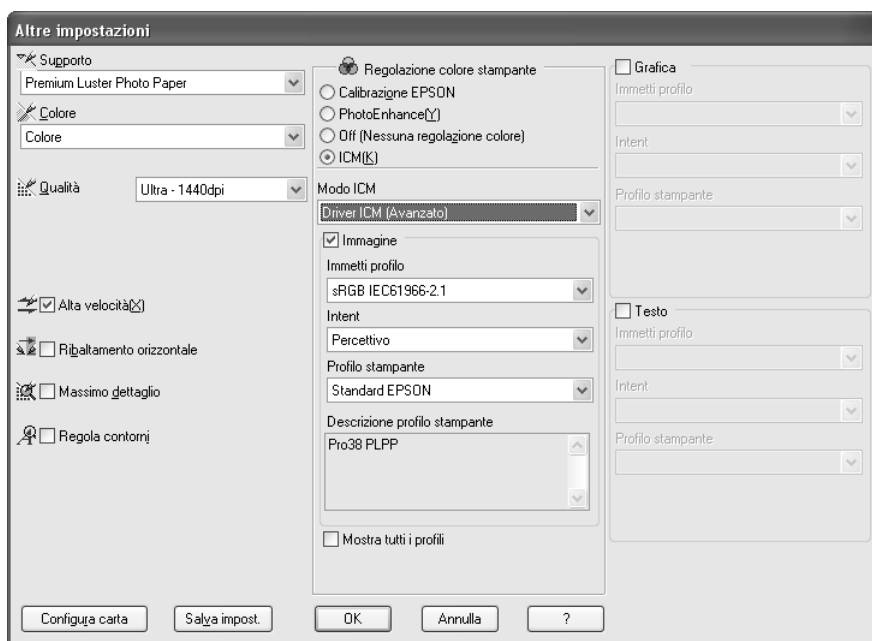 Altre impostazioni
Supporto
Premium Luster Photo Paper
Colore
Colore
Qualità
Ultra - 1440dpi
Alta velocità(X)
Ribaltamento orizzontale
Massimo dettaglio
Regola contorni
Regolazione colore stampante
Calibrazione EPSON
PhotoEnhance(Y)
Off (Nessuna regolazione colore)
ICM(K)
Modo ICM
Driver ICM (Avanzato)
Immagine
Immetti profilo
sRGB IEC61966-2.1
Intent
Percettivo
Profilo stampante
Standard EPSON
Descrizione profilo stampante
Pro38 PLPP
Mostra tutti i profili
Grafica
Immetti profilo
Intent
Profilo stampante
Testo
Immetti profilo
Intent
Profilo stampante
Configura carta
Salva impost.
OK
Annulla
?